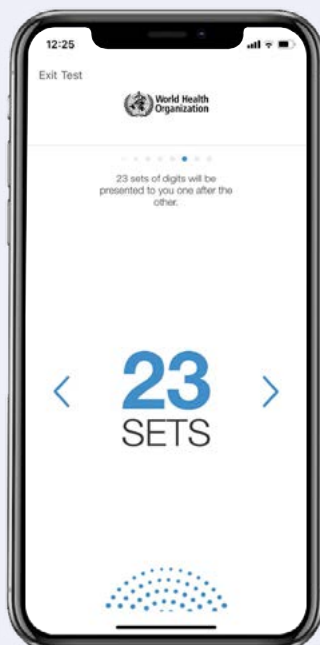 12:25
Exit Test
World Health
Organization
23 sets of digits will be
presented to you one after the
other.
23
SETS